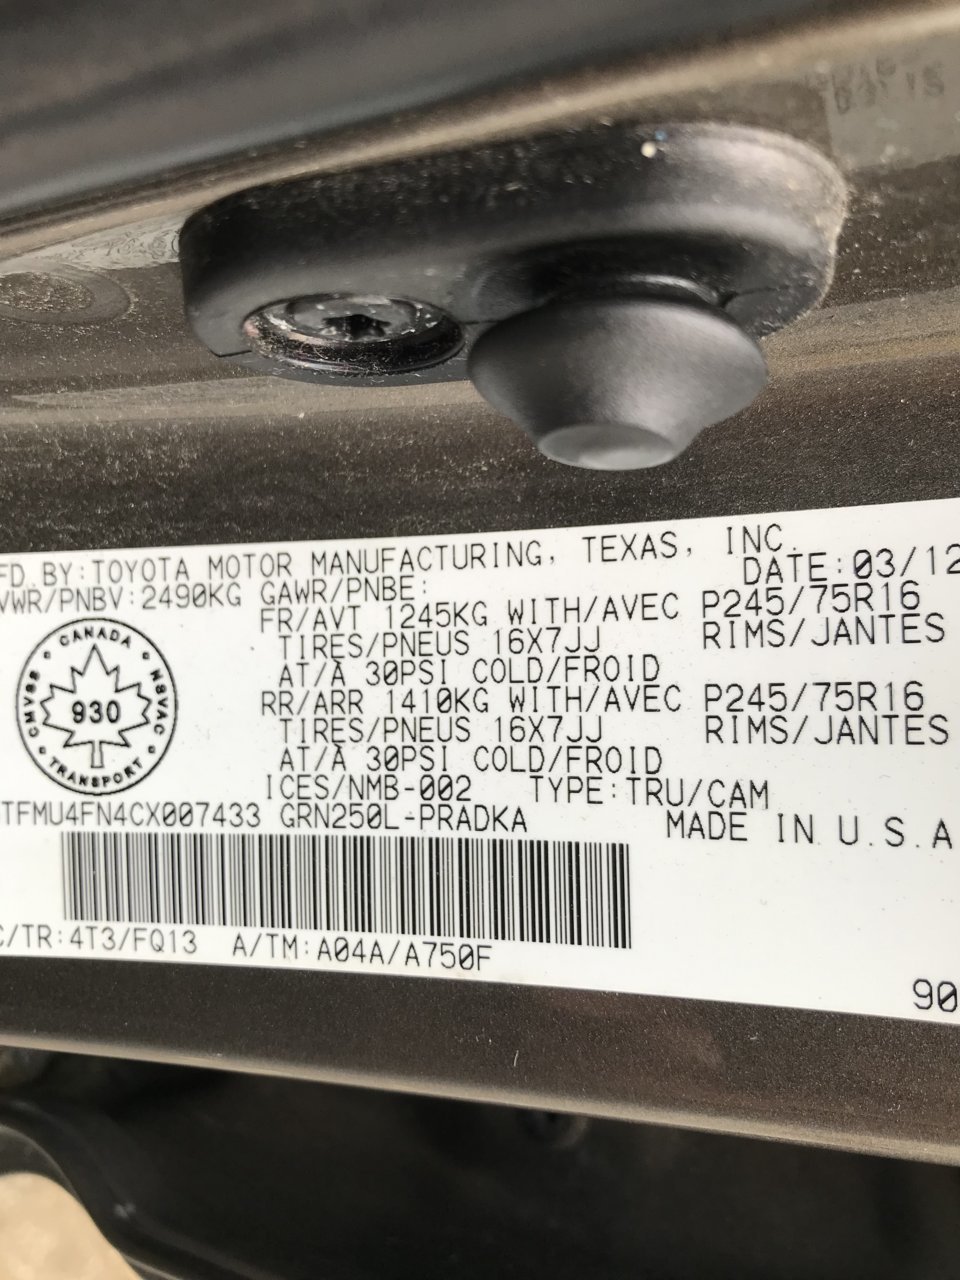 FD. BY: TOYOTA MOTOR MANUFACTURING, TEXAS, INC.
DATE: 03/12
VWR/PNBV: 2490KG GAWR/PNBE:
FR/AVT 1245KG WITH/AVEC P245/75R16
TIRES/PNEUS 16X7JJ RIMS/JANTES
AT/À 30PSI COLD/FROID
RR/ARR 1410KG WITH/AVEC P245/75R16
TIRES/PNEUS 16X7JJ RIMS/JANTES
AT/À 30PSI COLD/FROID
ICES/NMB-002 TYPE: TRU/CAM
CANADA
CMVSS 930 NSVAC
TRANSPORT
TFMU4FN4CX007433 GRN250L-PRADKA MADE IN U.S.A
C/TR: 4T3/FQ13 A/TM: A04A/A750F
90